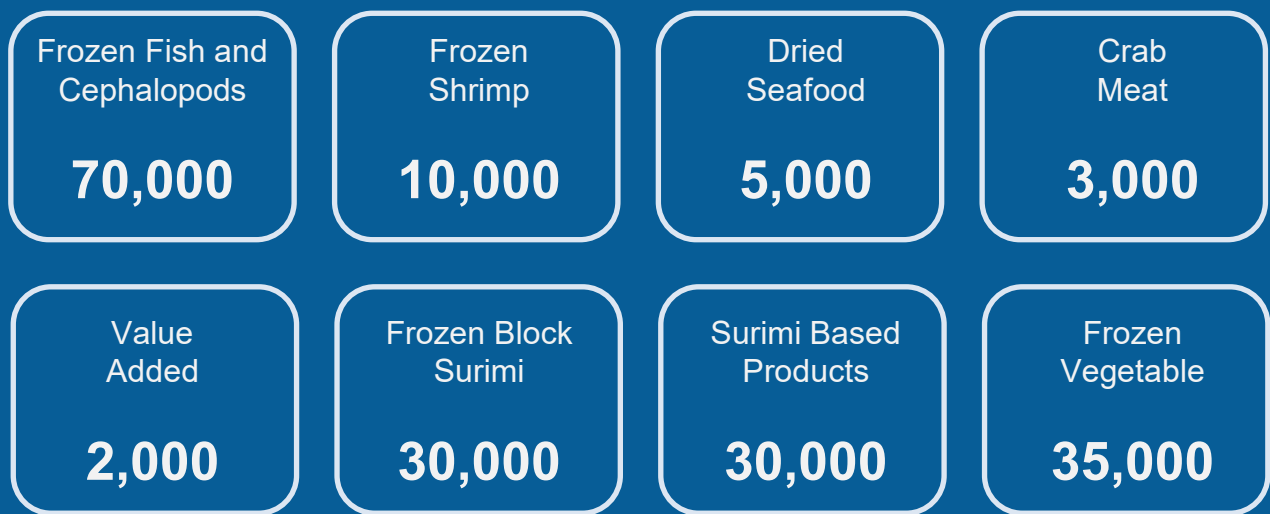 Frozen Fish and
Cephalopods
70,000
Frozen
Shrimp
10,000
Dried
Seafood
5,000
Crab
Meat
3,000
Value
Added
2,000
Frozen Block
Surimi
30,000
Surimi Based
Products
30,000
Frozen
Vegetable
35,000